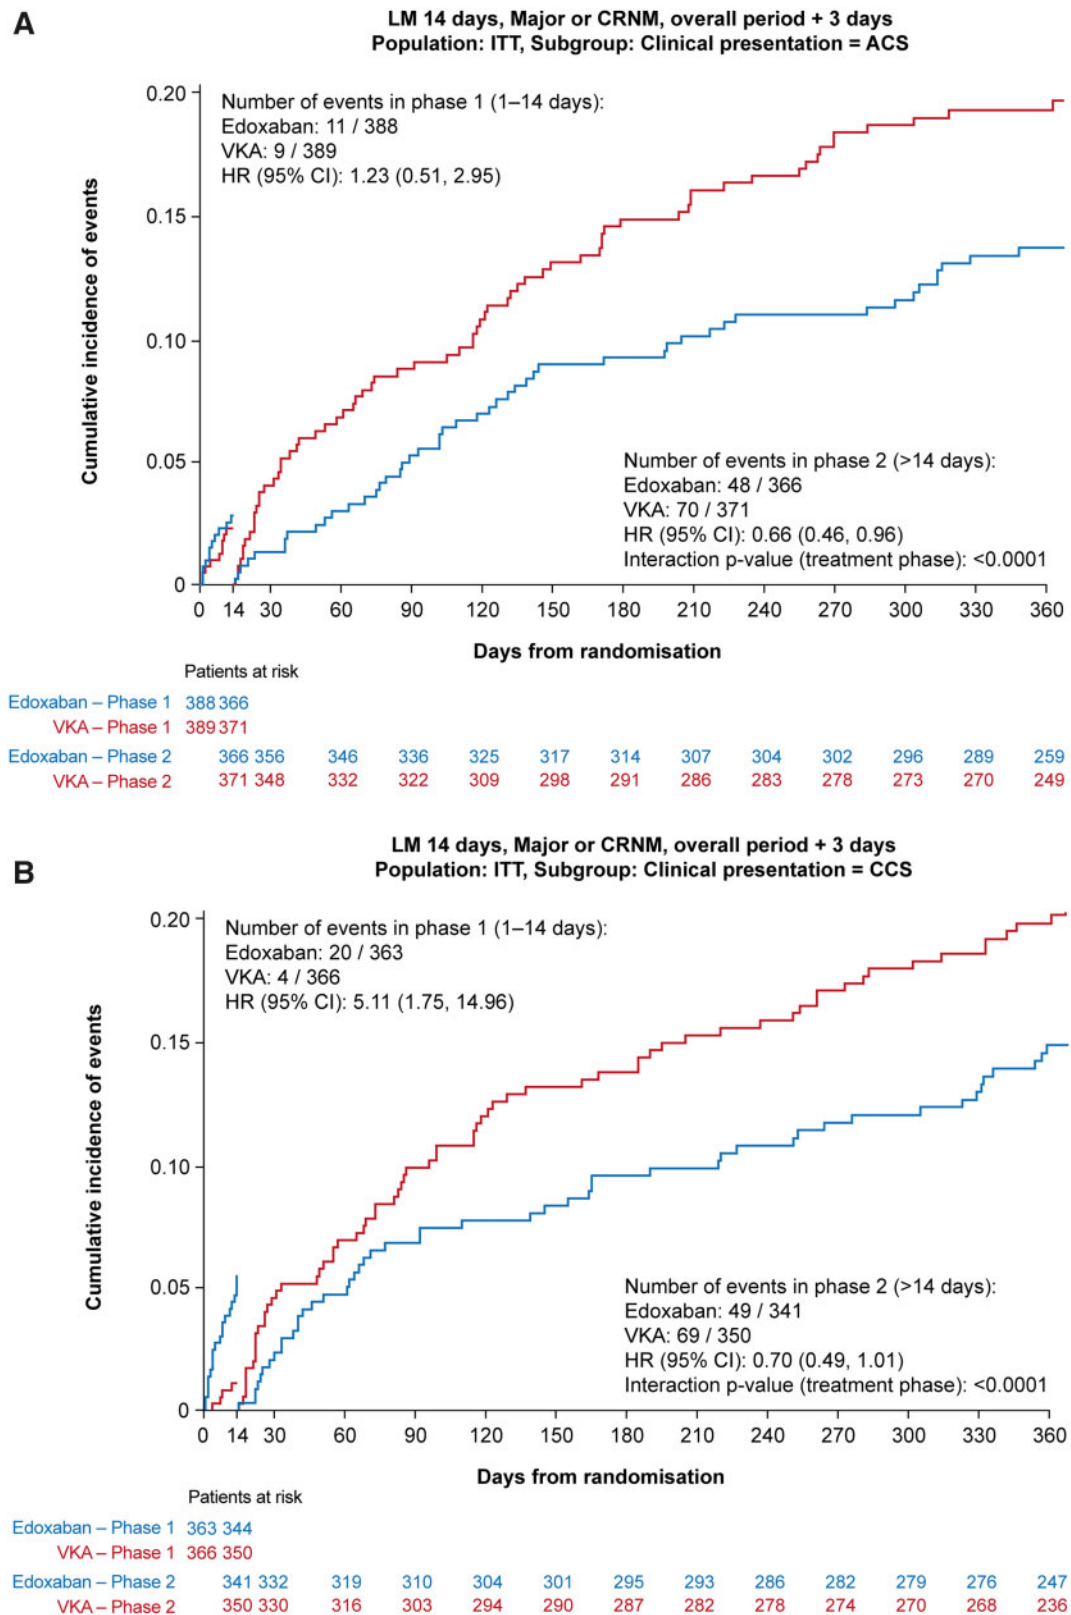 A
LM 14 days, Major or CRNM, overall period + 3 days
Population: ITT, Subgroup: Clinical presentation = ACS
Number of events in phase 1 (1–14 days):
Edoxaban: 11 / 388
VKA: 9 / 389
HR (95% CI): 1.23 (0.51, 2.95)
Cumulative incidence of events
0.20
0.15
0.10
0.05
0
Number of events in phase 2 (>14 days):
Edoxaban: 48 / 366
VKA: 70 / 371
HR (95% CI): 0.66 (0.46, 0.96)
Interaction p-value (treatment phase): <0.0001
0 14 30 60 90 120 150 180 210 240 270 300 330 360
Days from randomisation
Patients at risk
Edoxaban – Phase 1 388 366
VKA – Phase 1 389 371
Edoxaban – Phase 2 366 356 346 336 325 317 314 307 304 302 296 289 259
VKA – Phase 2 371 348 332 322 309 298 291 286 283 278 273 270 249
B
LM 14 days, Major or CRNM, overall period + 3 days
Population: ITT, Subgroup: Clinical presentation = CCS
Number of events in phase 1 (1–14 days):
Edoxaban: 20 / 363
VKA: 4 / 366
HR (95% CI): 5.11 (1.75, 14.96)
Cumulative incidence of events
0.20
0.15
0.10
0.05
0
Number of events in phase 2 (>14 days):
Edoxaban: 49 / 341
VKA: 69 / 350
HR (95% CI): 0.70 (0.49, 1.01)
Interaction p-value (treatment phase): <0.0001
0 14 30 60 90 120 150 180 210 240 270 300 330 360
Days from randomisation
Patients at risk
Edoxaban – Phase 1 363 344
VKA – Phase 1 366 350
Edoxaban – Phase 2 341 332 319 310 304 301 295 293 286 282 279 276 247
VKA – Phase 2 350 330 316 303 294 290 287 282 278 274 270 268 236